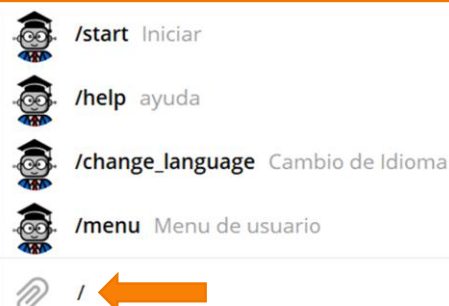 /start Iniciar
/help ayuda
/change_language Cambio de Idioma
/menu Menu de usuario
/